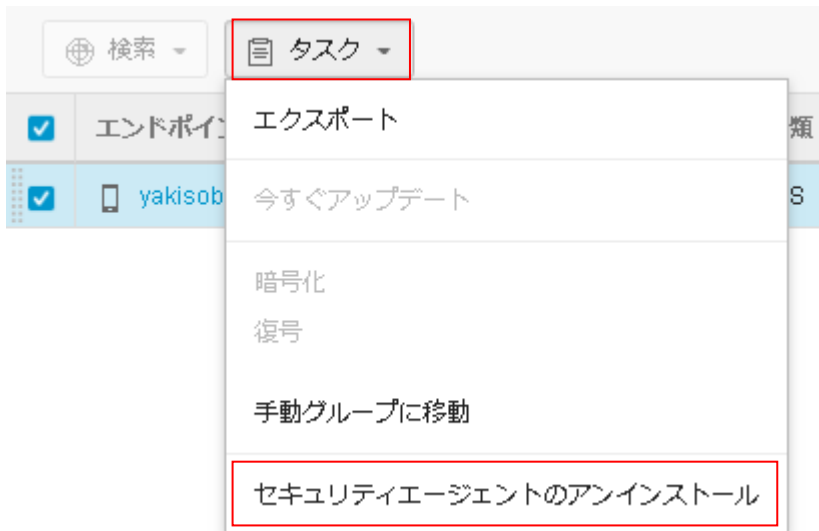 検索 タスク
エンドポイン 類
yakisob S
エクスポート
今すぐアップデート
暗号化
復号
手動グループに移動
セキュリティエージェントのアンインストール